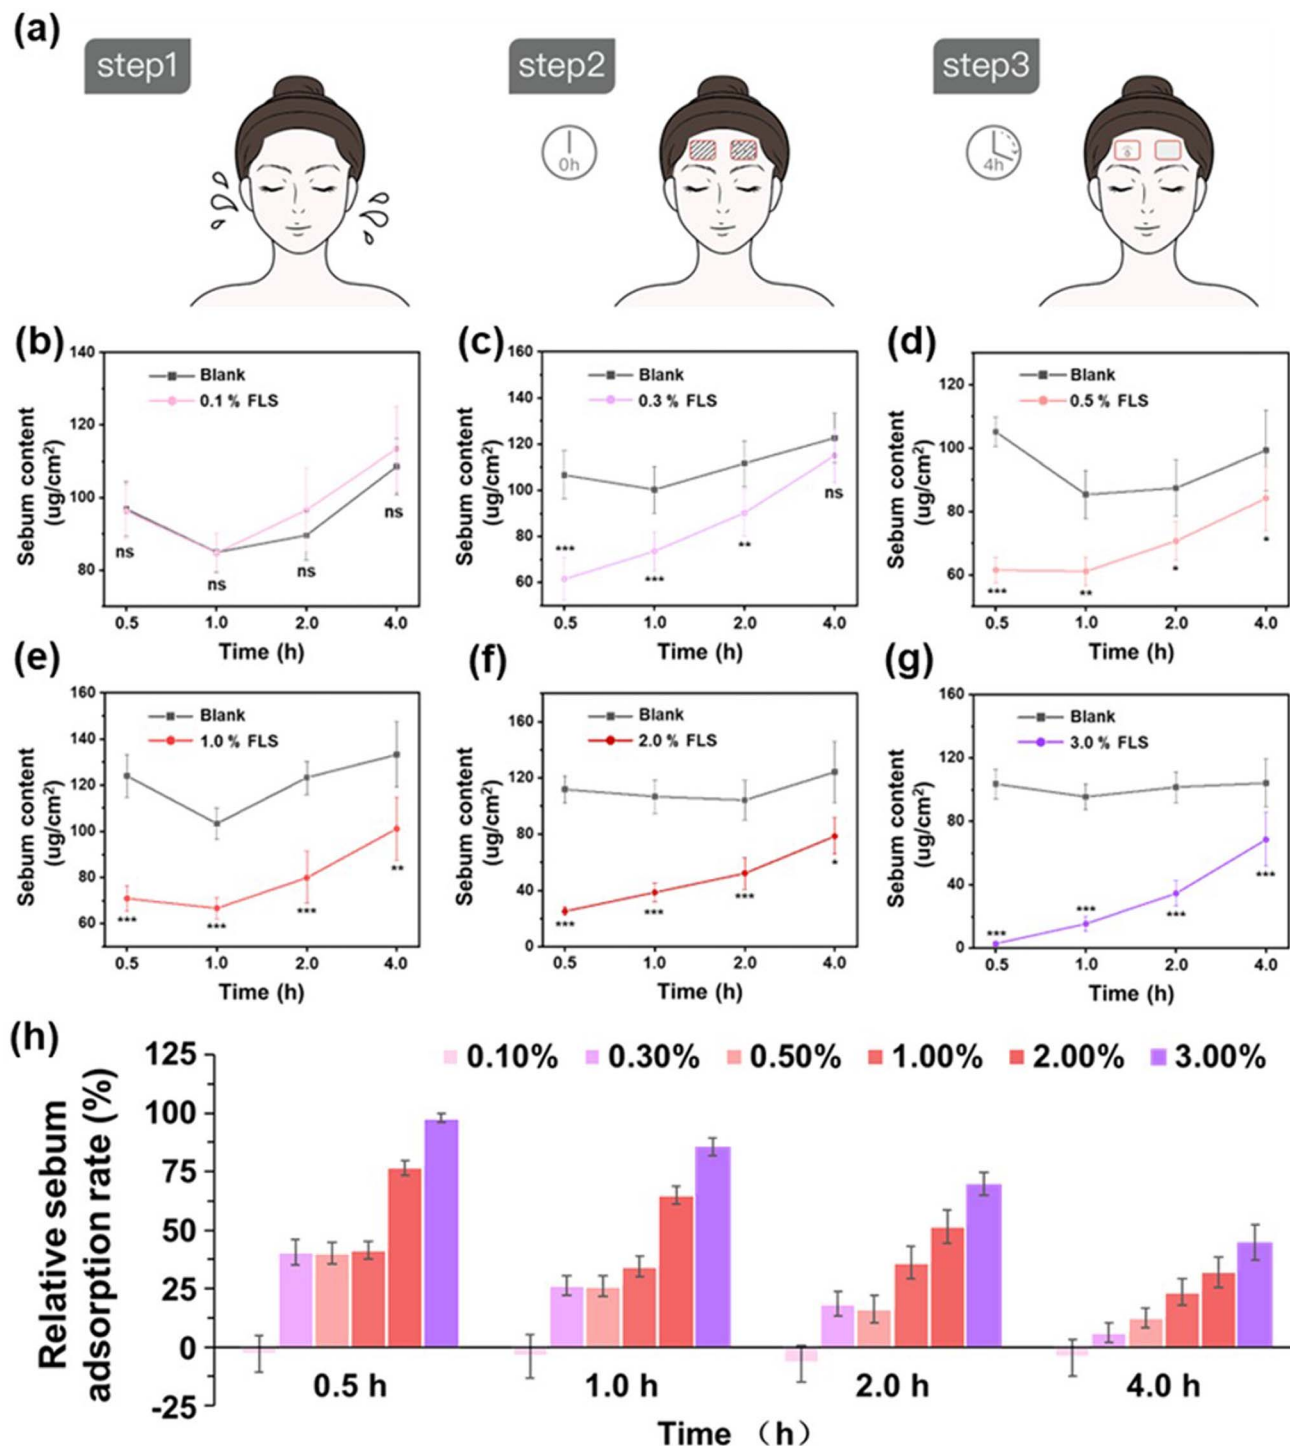 (a)
step1
step2
step3
0h
4h
(b)
140
120
100
80
Sebum content
(ug/cm²)
Blank
0.1 % FLS
ns
ns
ns
ns
0.5
1.0
2.0
4.0
Time (h)
(c)
160
140
120
100
80
60
Sebum content
(ug/cm²)
Blank
0.3 % FLS
***
***
**
ns
0.5
1.0
2.0
4.0
Time (h)
(d)
120
100
80
60
Sebum content
(ug/cm²)
Blank
0.5 % FLS
***
**
*
*
0.5
1.0
2.0
4.0
Time (h)
(e)
160
140
120
100
80
60
Sebum content
(ug/cm²)
Blank
1.0 % FLS
***
***
***
**
0.5
1.0
2.0
4.0
Time (h)
(f)
160
120
80
40
0
Sebum content
(ug/cm²)
Blank
2.0 % FLS
***
***
***
*
0.5
1.0
2.0
4.0
Time (h)
(g)
160
120
80
40
0
Sebum content
(ug/cm²)
Blank
3.0 % FLS
***
***
***
***
0.5
1.0
2.0
4.0
Time (h)
(h)
0.10% 0.30% 0.50% 1.00% 2.00% 3.00%
125
100
75
50
25
0
-25
Relative sebum
adsorption rate (%)
0.5 h
1.0 h
2.0 h
4.0 h
Time （h）